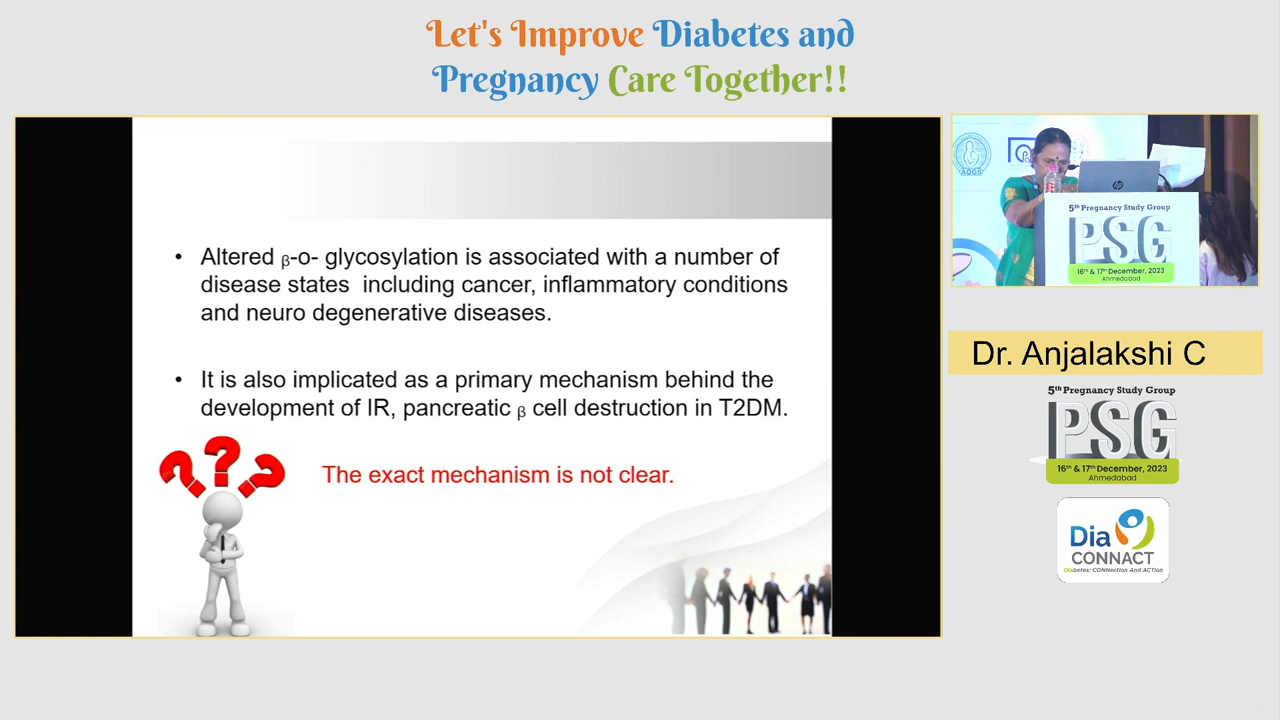 Let's Improve Diabetes and
Pregnancy Care Together!!
• Altered β-o- glycosylation is associated with a number of
disease states including cancer, inflammatory conditions
and neuro degenerative diseases.
• It is also implicated as a primary mechanism behind the
development of IR, pancreatic β cell destruction in T2DM.
???
The exact mechanism is not clear.
AOGS
hp
5th Pregnancy Study Group
PSG
16th & 17th December, 2023
Ahmedabad
Dr. Anjalakshi C
5th Pregnancy Study Group
PSG
16th & 17th December, 2023
Ahmedabad
Dia
CONNACT
Diabetes: CONNection And ACTion